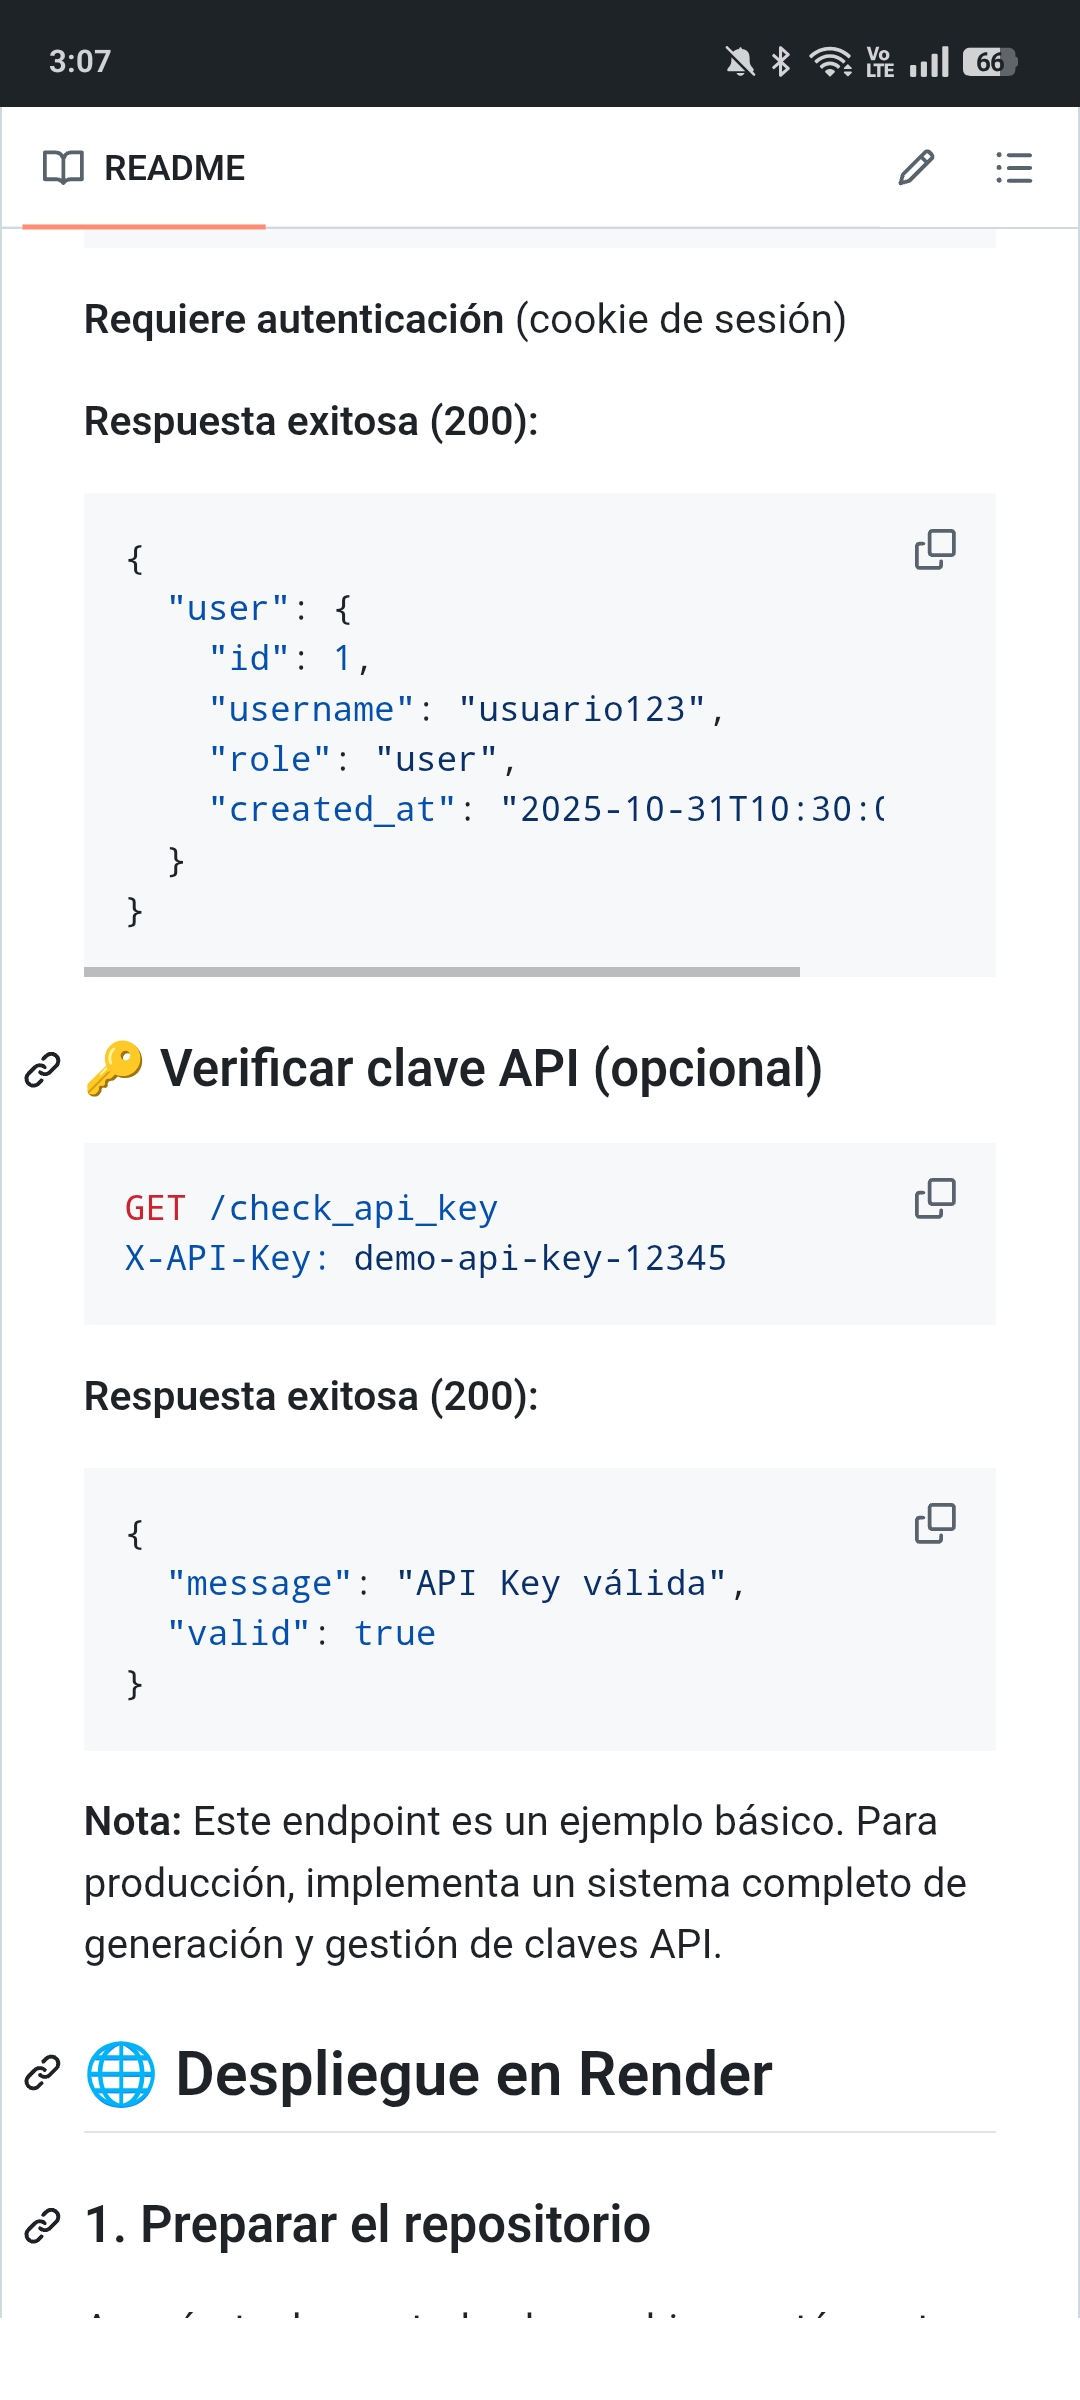 3:07
Vo
LTE
66
README
Requiere autenticación (cookie de sesión)
Respuesta exitosa (200):
{
  "user": {
    "id": 1,
    "username": "usuario123",
    "role": "user",
    "created_at": "2025-10-31T10:30:
  }
}
🔑 Verificar clave API (opcional)
GET /check_api_key
X-API-Key: demo-api-key-12345
Respuesta exitosa (200):
{
  "message": "API Key válida",
  "valid": true
}
Nota: Este endpoint es un ejemplo básico. Para
producción, implementa un sistema completo de
generación y gestión de claves API.
🌐 Despliegue en Render
1. Preparar el repositorio